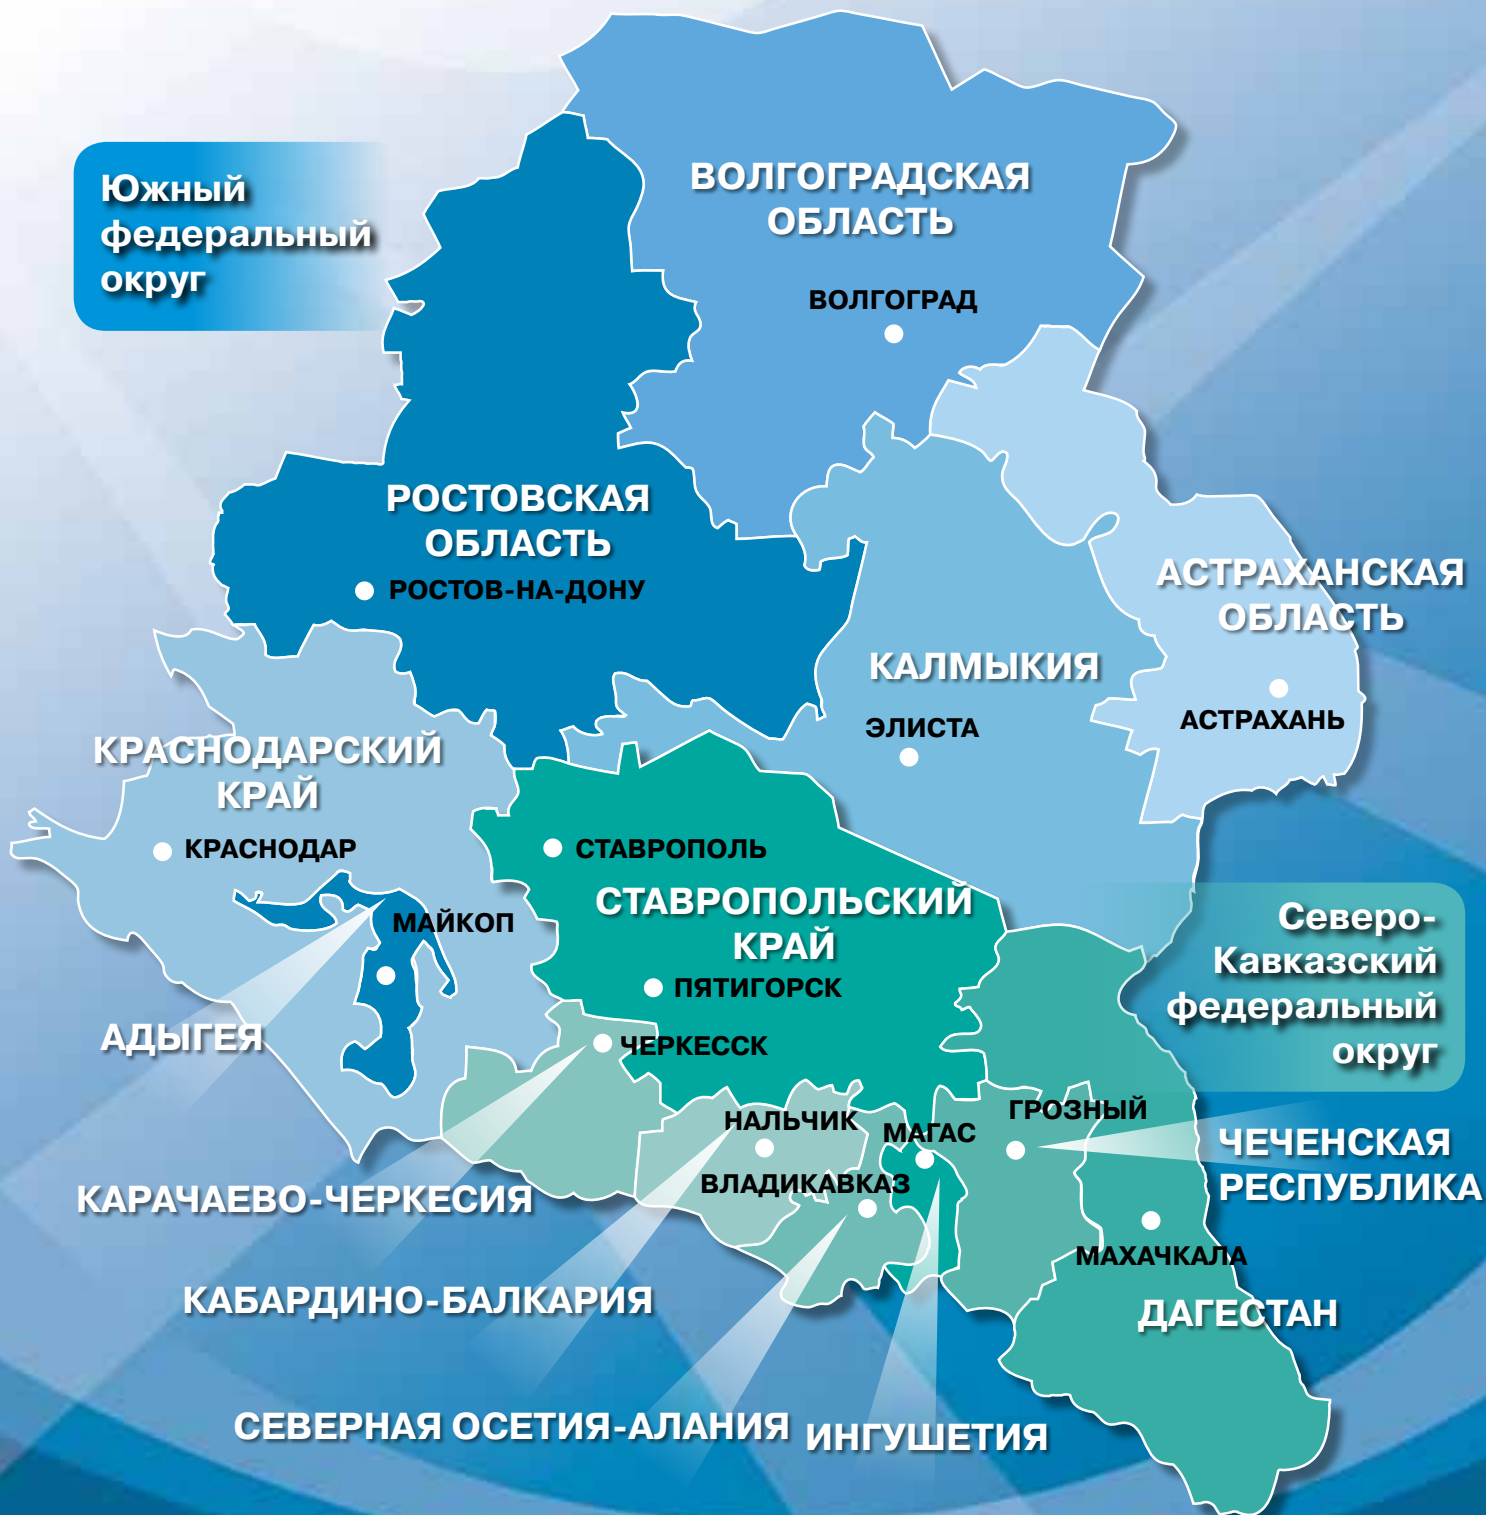 Южный
федеральный
округ
ВОЛГОГРАДСКАЯ
ОБЛАСТЬ
ВОЛГОГРАД
РОСТОВСКАЯ
ОБЛАСТЬ
РОСТОВ-НА-ДОНУ
АСТРАХАНСКАЯ
ОБЛАСТЬ
АСТРАХАНЬ
КАЛМЫКИЯ
ЭЛИСТА
КРАСНОДАРСКИЙ
КРАЙ
КРАСНОДАР
СТАВРОПОЛЬ
СТАВРОПОЛЬСКИЙ
КРАЙ
ПЯТИГОРСК
МАЙКОП
АДЫГЕЯ
Северо-
Кавказский
федеральный
округ
ЧЕРКЕССК
НАЛЬЧИК
МАГАС
ГРОЗНЫЙ
ВЛАДИКАВКАЗ
ЧЕЧЕНСКАЯ
РЕСПУБЛИКА
КАРАЧАЕВО-ЧЕРКЕСИЯ
МАХАЧКАЛА
КАБАРДИНО-БАЛКАРИЯ
ДАГЕСТАН
СЕВЕРНАЯ ОСЕТИЯ-АЛАНИЯ
ИНГУШЕТИЯ